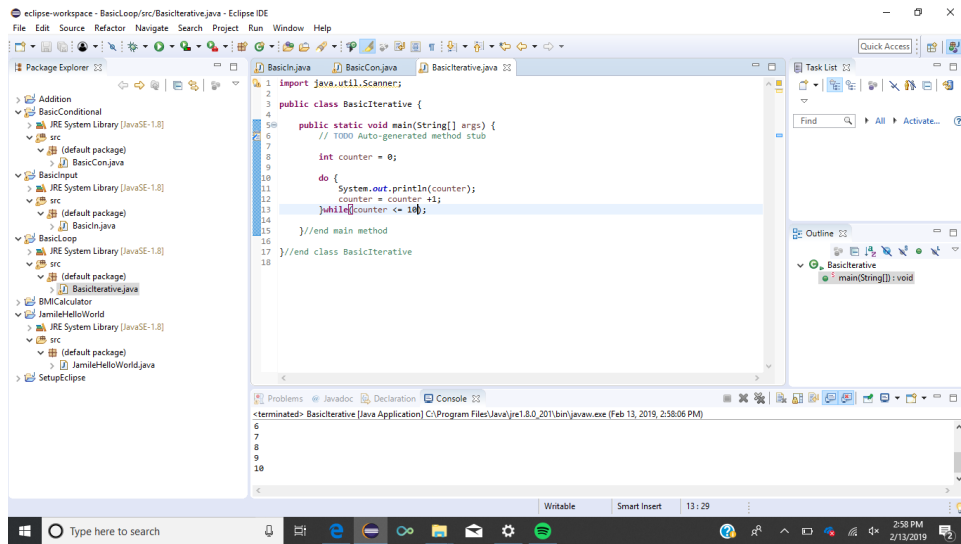 eclipse-workspace - BasicLoop/src/BasicIterative.java - Eclipse IDE
File Edit Source Refactor Navigate Search Project Run Window Help
Quick Access
Package Explorer
BasicIn.java BasicCon.java BasicIterative.java
Task List
Addition
BasicConditional
JRE System Library [JavaSE-1.8]
src
(default package)
BasicCon.java
BasicInput
JRE System Library [JavaSE-1.8]
src
(default package)
BasicIn.java
BasicLoop
JRE System Library [JavaSE-1.8]
src
(default package)
BasicIterative.java
BMICalculator
JamileHelloWorld
JRE System Library [JavaSE-1.8]
src
(default package)
JamileHelloWorld.java
SetupEclipse
1 import java.util.Scanner;
2
3 public class BasicIterative {
4
5 public static void main(String[] args) {
6 // TODO Auto-generated method stub
7
8 int counter = 0;
9
10 do {
11 System.out.println(counter);
12 counter = counter +1;
13 }while(counter <= 10);
14
15 }//end main method
16
17 }//end class BasicIterative
18
Find All Activate...
Outline
BasicIterative
main(String[]) : void
Problems Javadoc Declaration Console
<terminated> BasicIterative [Java Application] C:\Program Files\Java\jre1.8.0_201\bin\javaw.exe (Feb 13, 2019, 2:58:06 PM)
6
7
8
9
10
Writable Smart Insert 13 : 29
Type here to search
2:58 PM
2/13/2019
2